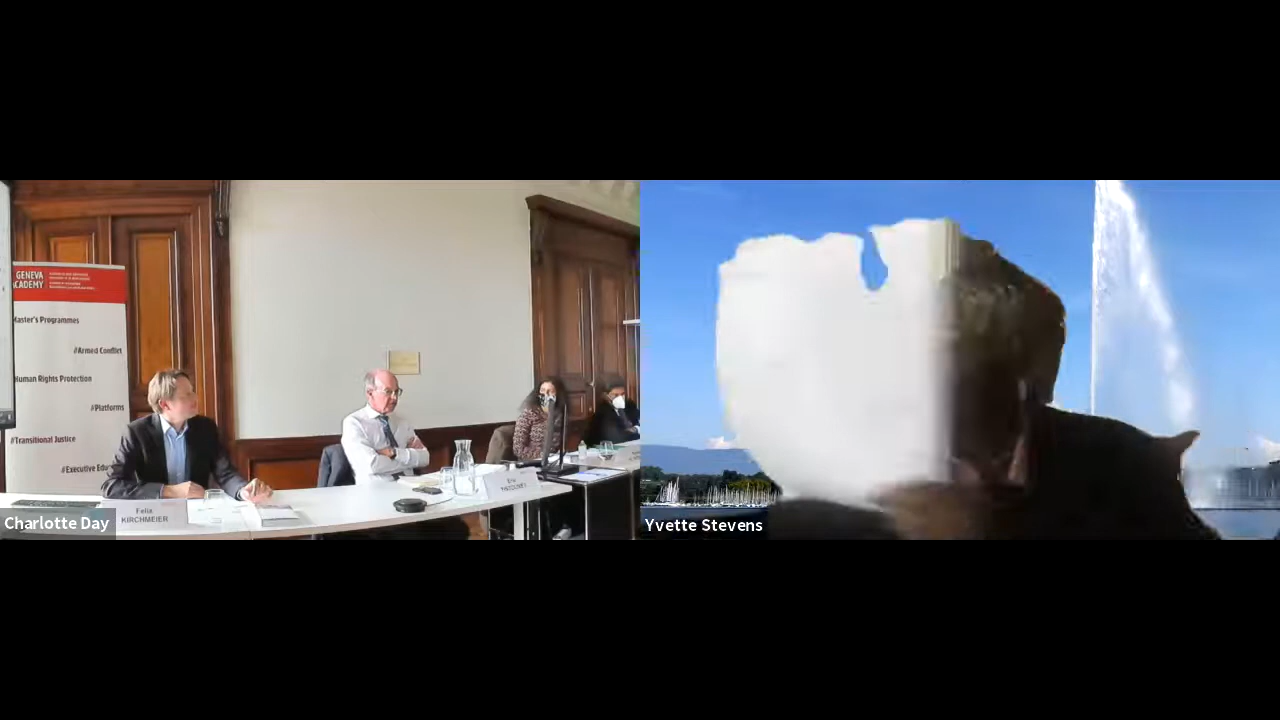 GENEVA
ACADEMY
Master's Programmes
#Armed Conflict
Human Rights Protection
#Platforms
#Transitional Justice
#Executive Edu
Felix
KIRCHMEIER
Eric
Charlotte Day
Yvette Stevens